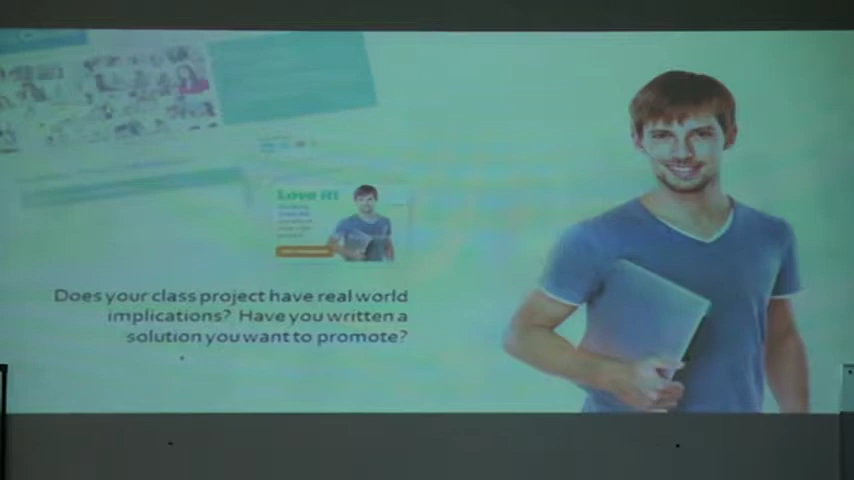 Love it!
Does your class project have real world
implications? Have you written a
solution you want to promote?